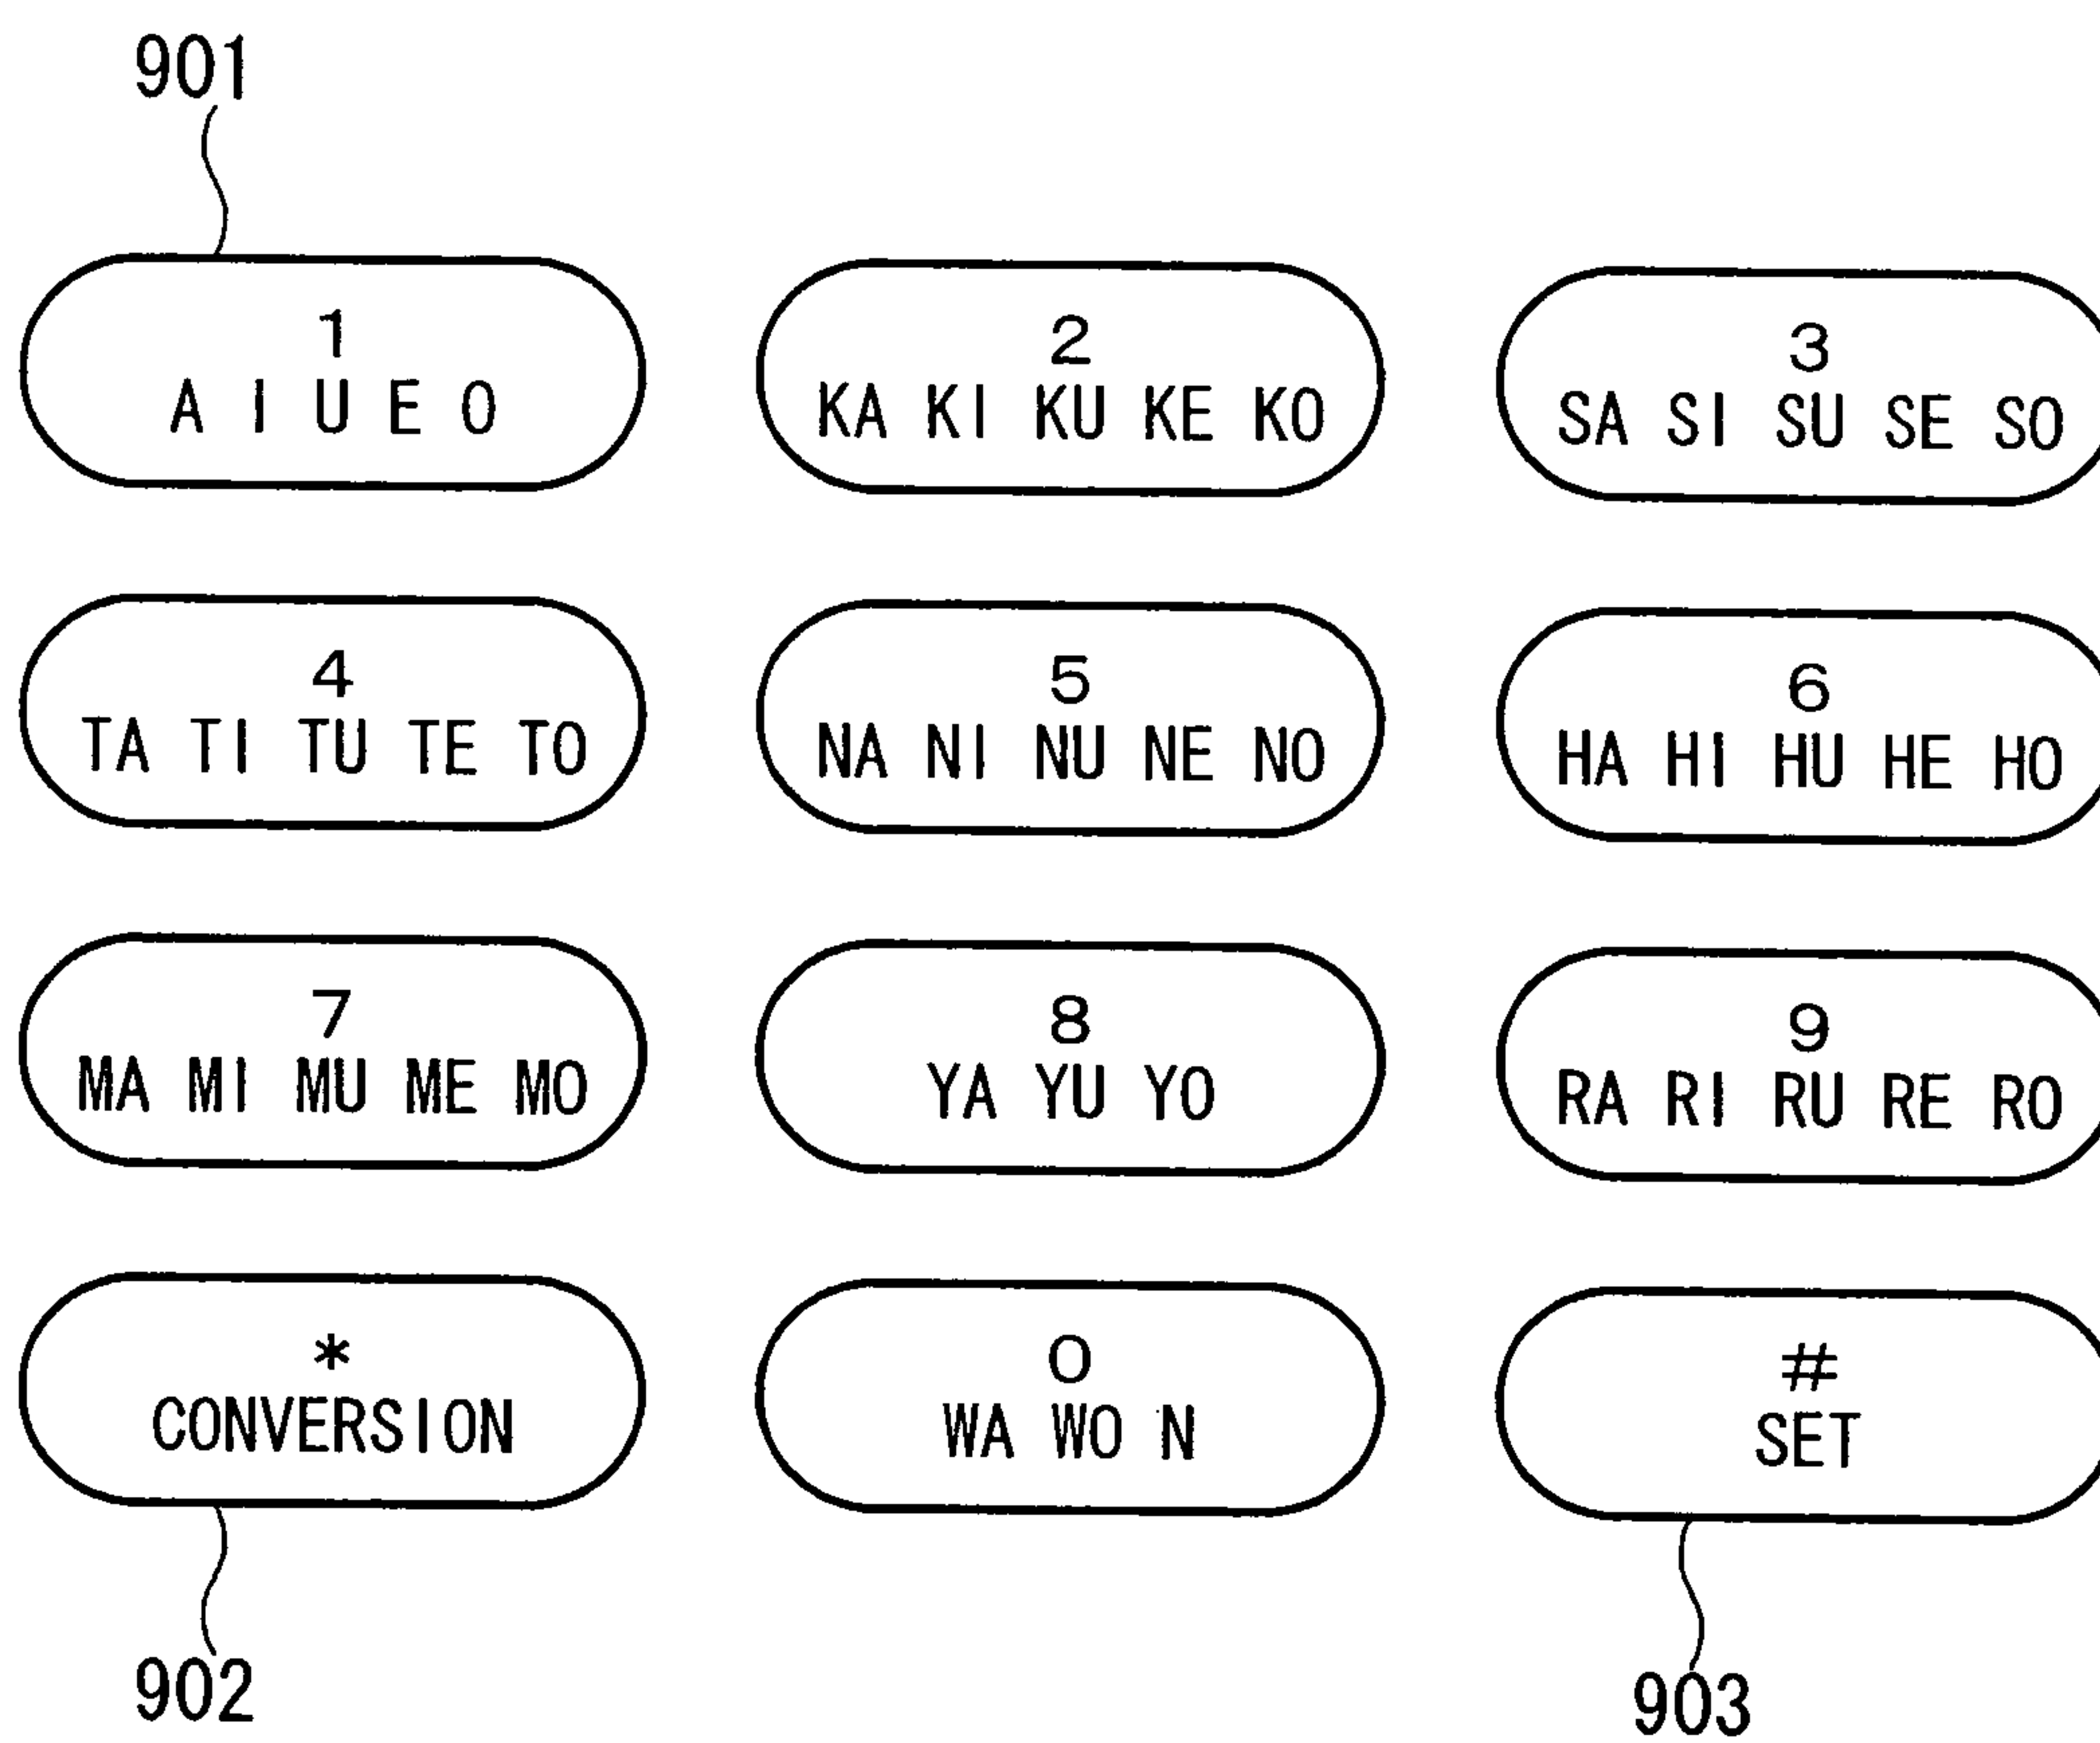 901
1
A I U E O
2
KA KI KU KE KO
3
SA SI SU SE SO
4
TA TI TU TE TO
5
NA NI NU NE NO
6
HA HI HU HE HO
7
MA MI MU ME MO
8
YA YU YO
9
RA RI RU RE RO
*
CONVERSION
0
WA WO N
#
SET
902
903